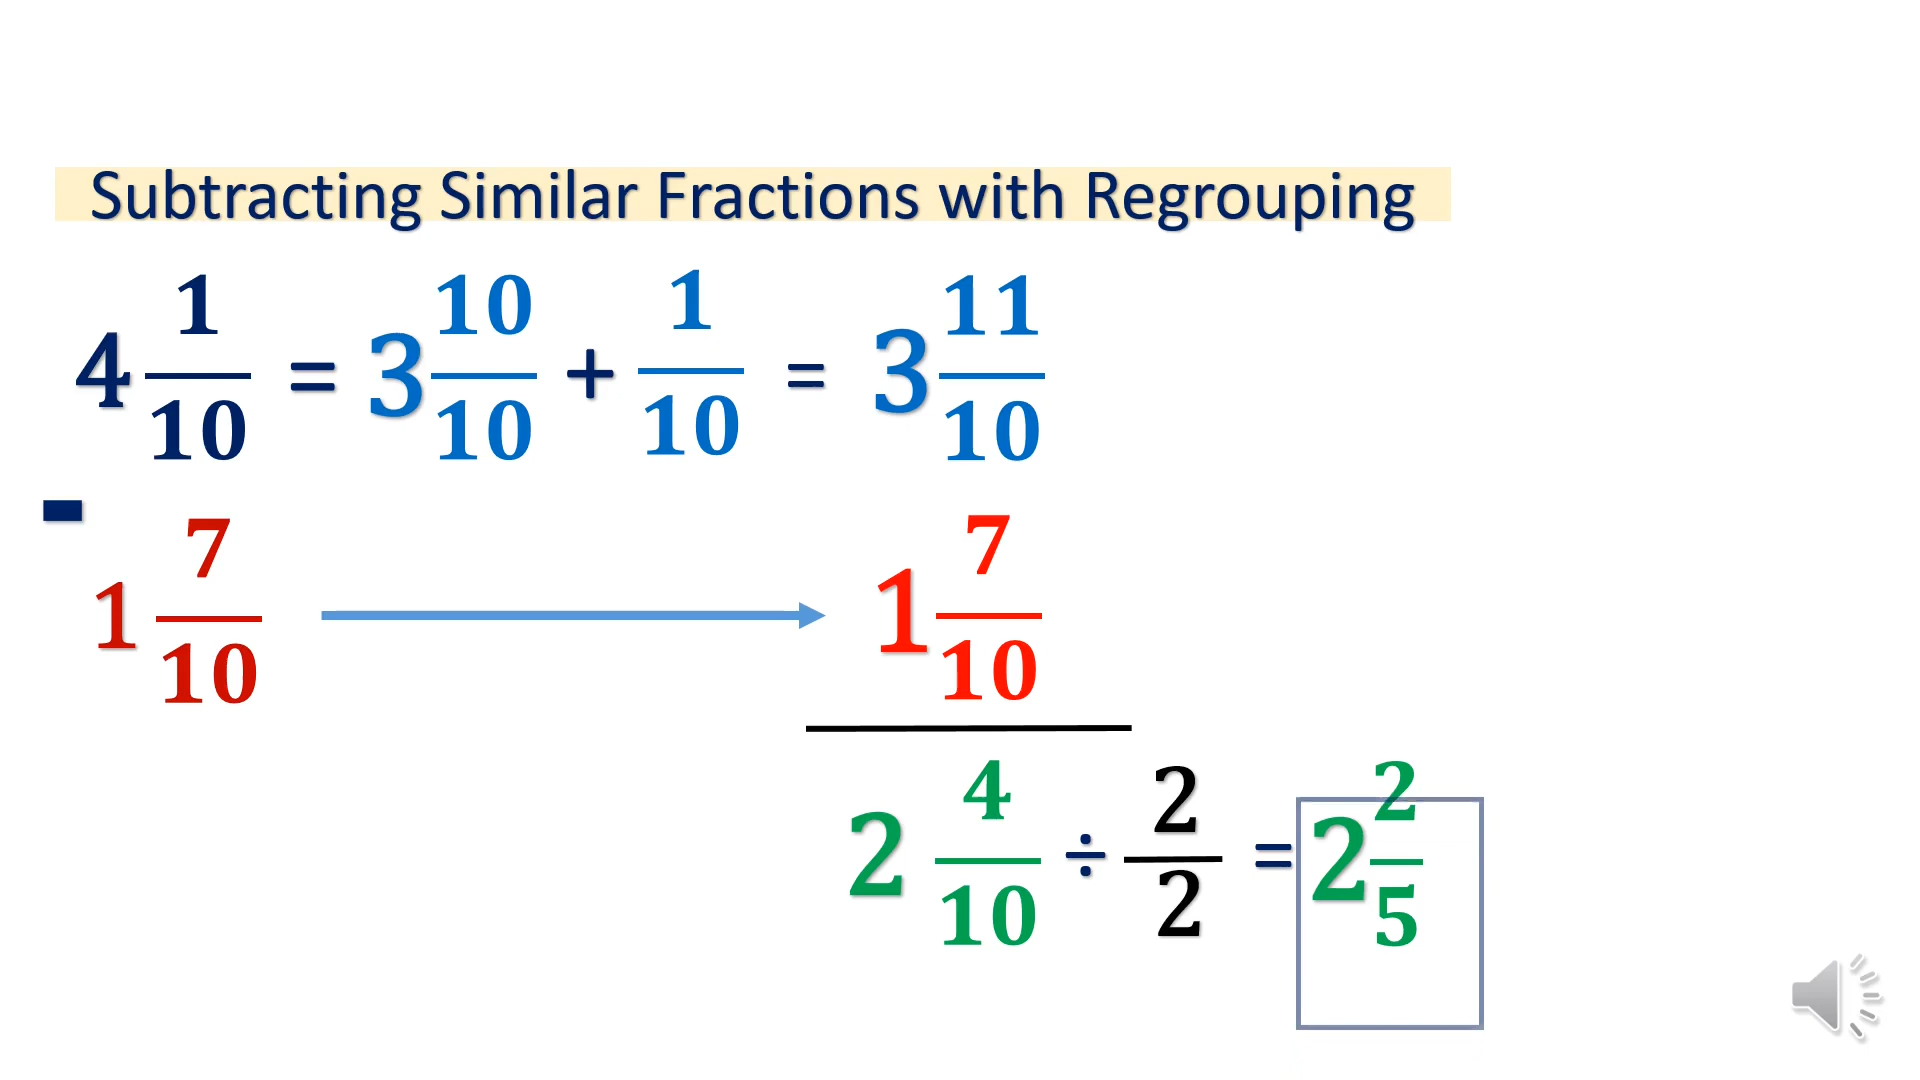 Subtracting Similar Fractions with Regrouping
4 1/10 = 3 10/10 + 1/10 = 3 11/10
-
1 7/10 1 7/10
2 4/10 ÷ 2/2 = 2 2/5